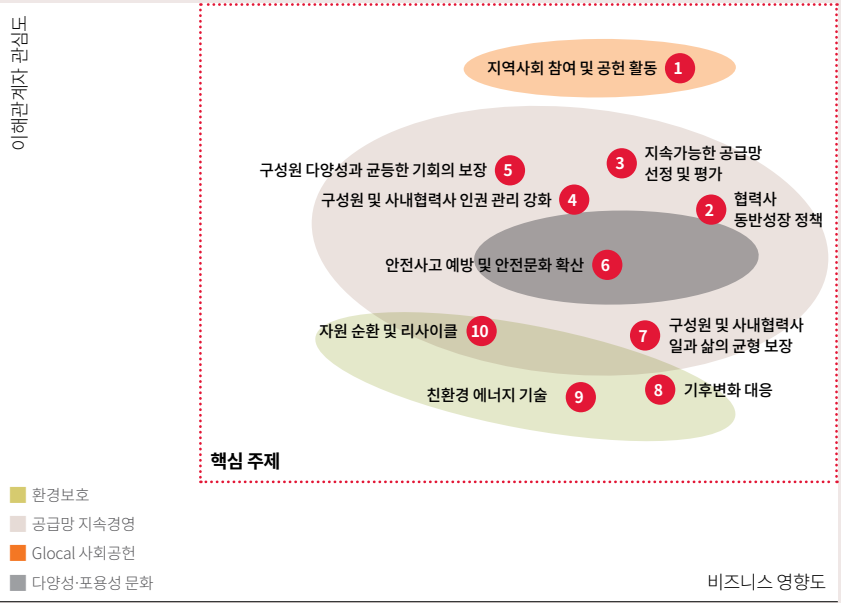 이해관계자 관심도
지역사회 참여 및 공헌 활동 1
구성원 다양성과 균등한 기회의 보장 5
3 지속가능한 공급망
선정 및 평가
구성원 및 사내협력사 인권 관리 강화 4
2 협력사
동반성장 정책
안전사고 예방 및 안전문화 확산 6
자원 순환 및 리사이클 10
7 구성원 및 사내협력사
일과 삶의 균형 보장
친환경 에너지 기술 9
8 기후변화 대응
핵심 주제
환경보호
공급망 지속경영
Glocal 사회공헌
다양성·포용성 문화
비즈니스 영향도